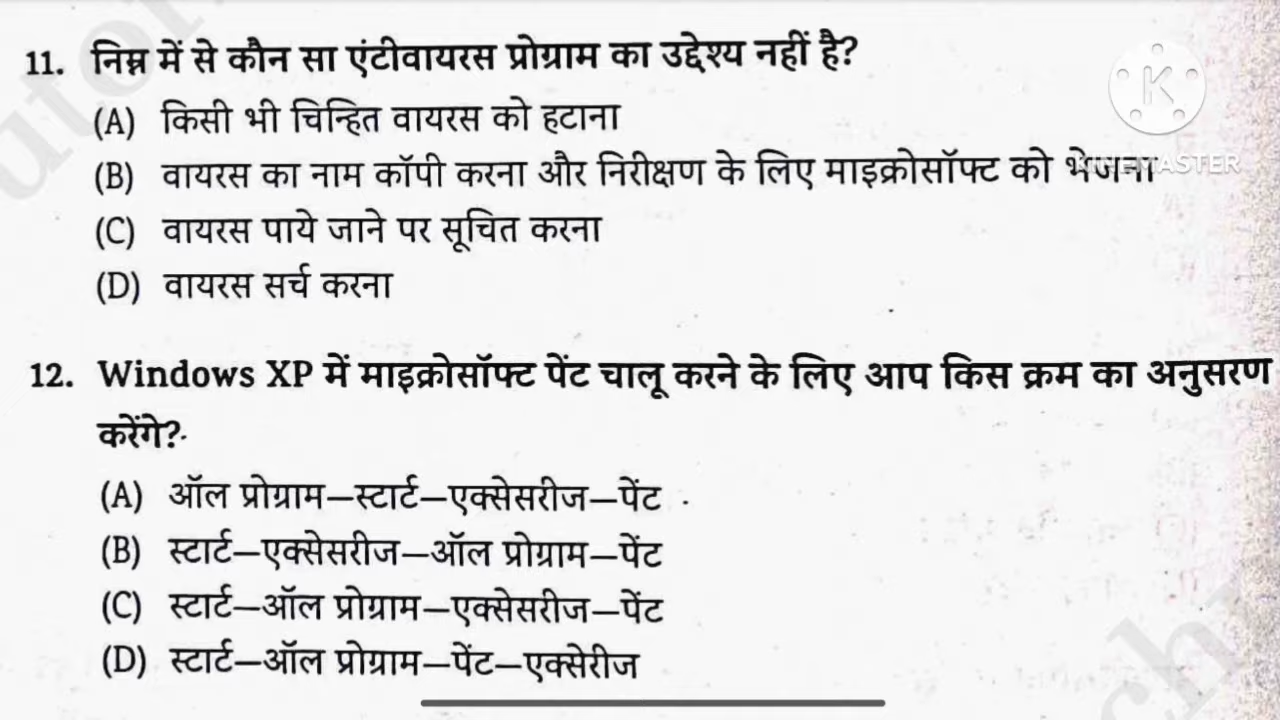 11. निम्न में से कौन सा एंटीवायरस प्रोग्राम का उद्देश्य नहीं है?
(A) किसी भी चिन्हित वायरस को हटाना
(B) वायरस का नाम कॉपी करना और निरीक्षण के लिए माइक्रोसॉफ्ट को भेजना
KINEMASTER
(C) वायरस पाये जाने पर सूचित करना
(D) वायरस सर्च करना
12. Windows XP में माइक्रोसॉफ्ट पेंट चालू करने के लिए आप किस क्रम का अनुसरण
करेंगे?
(A) ऑल प्रोग्राम–स्टार्ट–एक्सेसरीज–पेंट
(B) स्टार्ट–एक्सेसरीज–ऑल प्रोग्राम–पेंट
(C) स्टार्ट–ऑल प्रोग्राम–एक्सेसरीज–पेंट
(D) स्टार्ट–ऑल प्रोग्राम–पेंट–एक्सेरीज